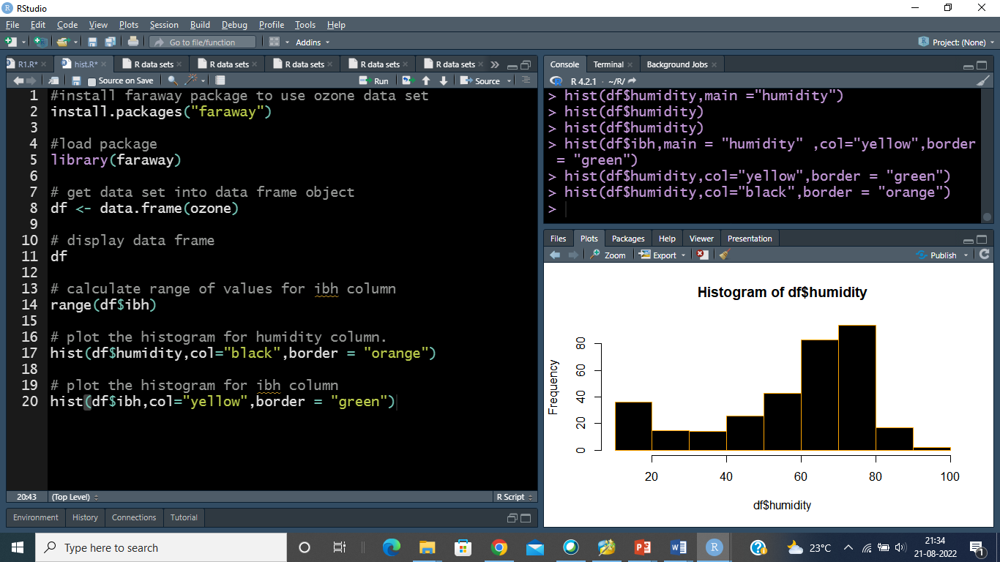 RStudio
File Edit Code View Plots Session Build Debug Profile Tools Help
Go to file/function Addins Project: (None)
R1.R* hist.R* R data sets R data sets R data sets R data sets R data sets
Source on Save Run Source
1 #install faraway package to use ozone data set
2 install.packages("faraway")
3
4 #load package
5 library(faraway)
6
7 # get data set into data frame object
8 df <- data.frame(ozone)
9
10 # display data frame
11 df
12
13 # calculate range of values for ibh column
14 range(df$ibh)
15
16 # plot the histogram for humidity column.
17 hist(df$humidity,col="black",border = "orange")
18
19 # plot the histogram for ibh column
20 hist(df$ibh,col="yellow",border = "green")
20:43 (Top Level) R Script
Environment History Connections Tutorial
Console Terminal Background Jobs
R 4.2.1 · ~/R/
> hist(df$humidity,main ="humidity")
> hist(df$humidity)
> hist(df$humidity)
> hist(df$ibh,main = "humidity" ,col="yellow",border
= "green")
> hist(df$humidity,col="yellow",border = "green")
> hist(df$humidity,col="black",border = "orange")
>
Files Plots Packages Help Viewer Presentation
Zoom Export Publish
Histogram of df$humidity
Frequency
80
60
40
20
0
20 40 60 80 100
df$humidity
Type here to search
23°C
21:34
21-08-2022
1